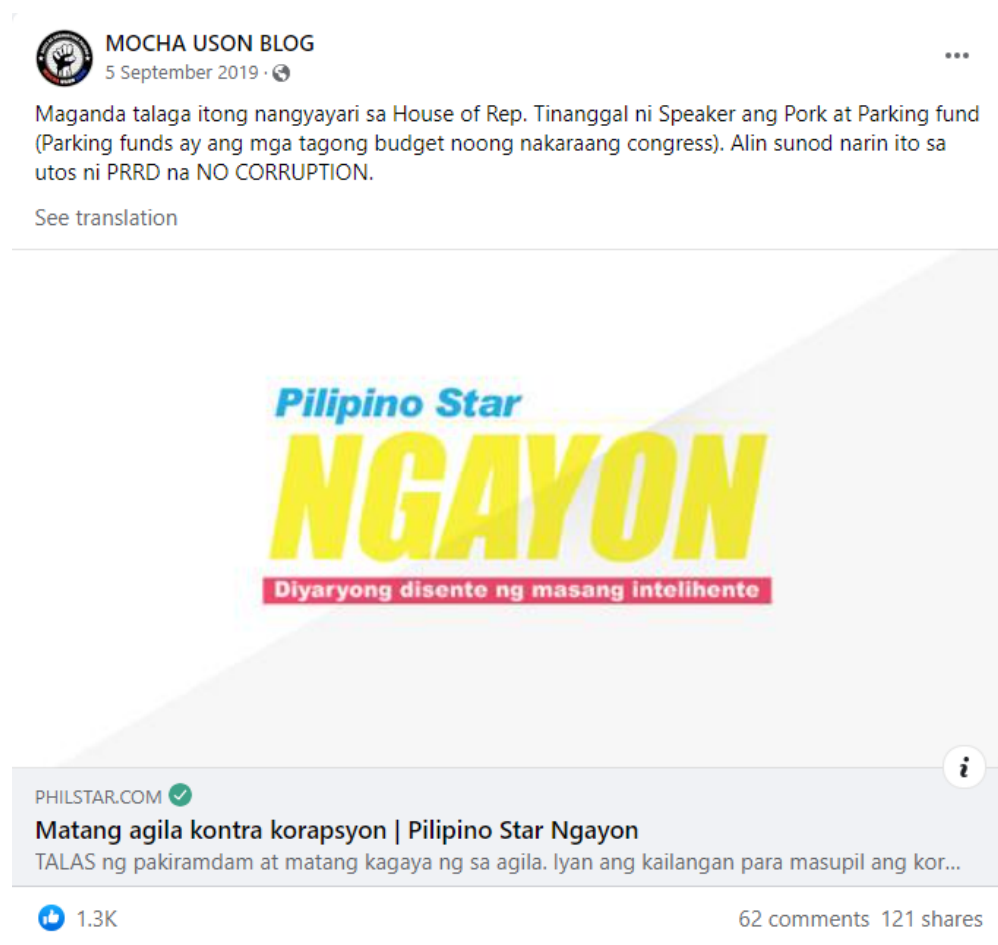 MOCHA USON BLOG
5 September 2019 ·
Maganda talaga itong nangyayari sa House of Rep. Tinanggal ni Speaker ang Pork at Parking fund
(Parking funds ay ang mga tagong budget noong nakaraang congress). Alin sunod narin ito sa
utos ni PRRD na NO CORRUPTION.
See translation
Pilipino Star
NGAYON
Diyaryong disente ng masang intelihente
PHILSTAR.COM
Matang agila kontra korapsyon | Pilipino Star Ngayon
TALAS ng pakiramdam at matang kagaya ng sa agila. Iyan ang kailangan para masupil ang kor...
1.3K
62 comments 121 shares